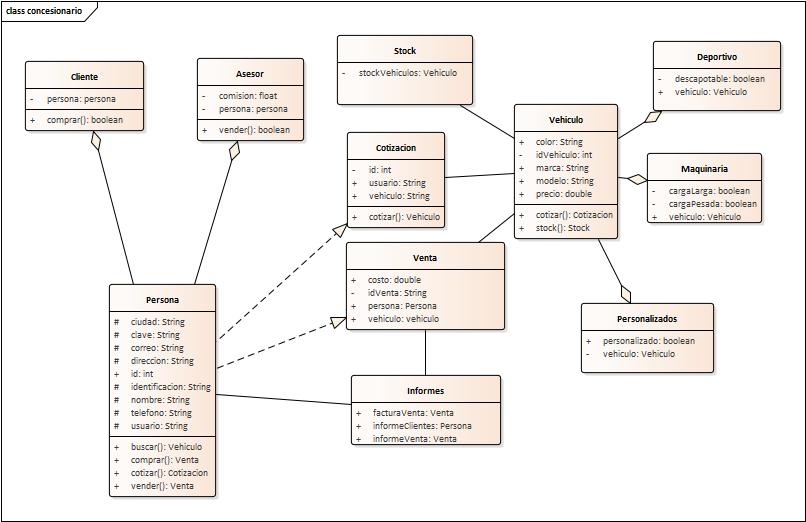 class concesionario
Cliente
- persona: persona
+ comprar(): boolean
Asesor
- comision: float
- persona: persona
+ vender(): boolean
Stock
- stockVehiculos: Vehiculo
Deportivo
- descapotable: boolean
+ vehiculo: Vehiculo
Vehiculo
+ color: String
- idVehiculo: int
+ marca: String
+ modelo: String
+ precio: double
+ cotizar(): Cotizacion
+ stock(): Stock
Cotizacion
- id: int
+ usuario: String
+ vehiculo: String
+ cotizar(): Vehiculo
Maquinaria
- cargaLarga: boolean
- cargaPesada: boolean
+ vehiculo: Vehiculo
Venta
+ costo: double
- idVenta: String
+ persona: Persona
+ vehiculo: vehiculo
Persona
# ciudad: String
# clave: String
# correo: String
# direccion: String
+ id: int
# identificacion: String
# nombre: String
# telefono: String
# usuario: String
+ buscar(): Vehiculo
+ comprar(): Venta
+ cotizar(): Cotizacion
+ vender(): Venta
Personalizados
+ personalizado: boolean
- vehiculo: Vehiculo
Informes
+ facturaVenta: Venta
+ informeClientes: Persona
+ informeVenta: Venta